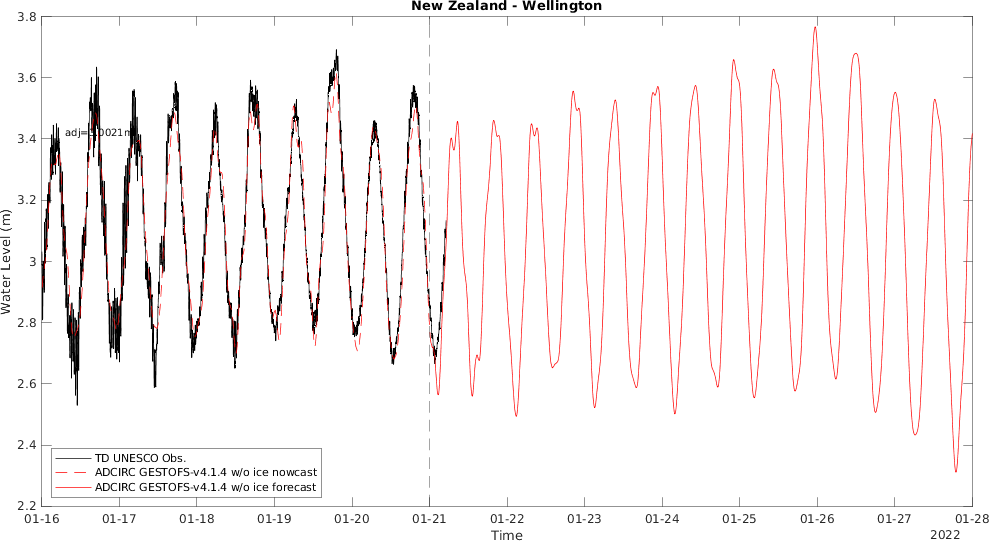 New Zealand - Wellington
3.8
3.6
3.4
3.2
3
2.8
2.6
2.4
2.2
Water Level (m)
TD UNESCO Obs.
ADCIRC GESTOFS-v4.1.4 w/o ice nowcast
ADCIRC GESTOFS-v4.1.4 w/o ice forecast
01-16 01-17 01-18 01-19 01-20 01-21 01-22 01-23 01-24 01-25 01-26 01-27 01-28
Time
2022